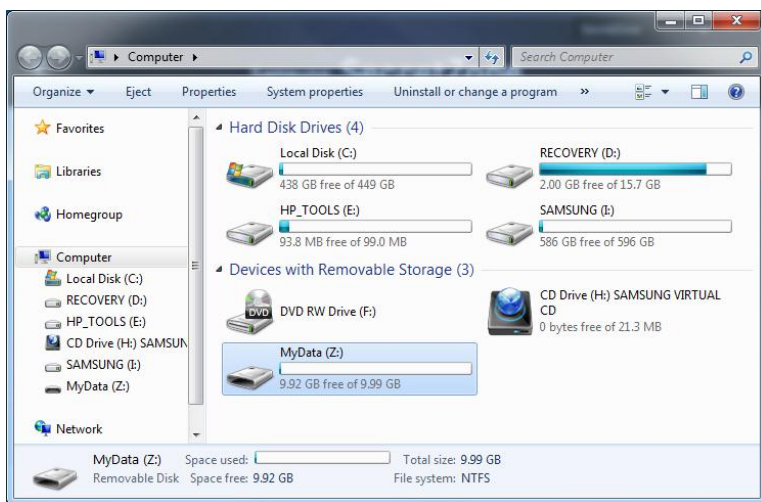 Computer
Search Computer
Organize
Eject
Properties
System properties
Uninstall or change a program
»
Favorites
Libraries
Homegroup
Computer
Local Disk (C:)
RECOVERY (D:)
HP_TOOLS (E:)
CD Drive (H:) SAMSUN
SAMSUNG (I:)
MyData (Z:)
Network
Hard Disk Drives (4)
Local Disk (C:)
438 GB free of 449 GB
RECOVERY (D:)
2.00 GB free of 15.7 GB
HP_TOOLS (E:)
93.8 MB free of 99.0 MB
SAMSUNG (I:)
586 GB free of 596 GB
Devices with Removable Storage (3)
DVD
DVD RW Drive (F:)
CD Drive (H:) SAMSUNG VIRTUAL
CD
0 bytes free of 21.3 MB
MyData (Z:)
9.92 GB free of 9.99 GB
MyData (Z:) Space used: Total size: 9.99 GB
Removable Disk Space free: 9.92 GB File system: NTFS